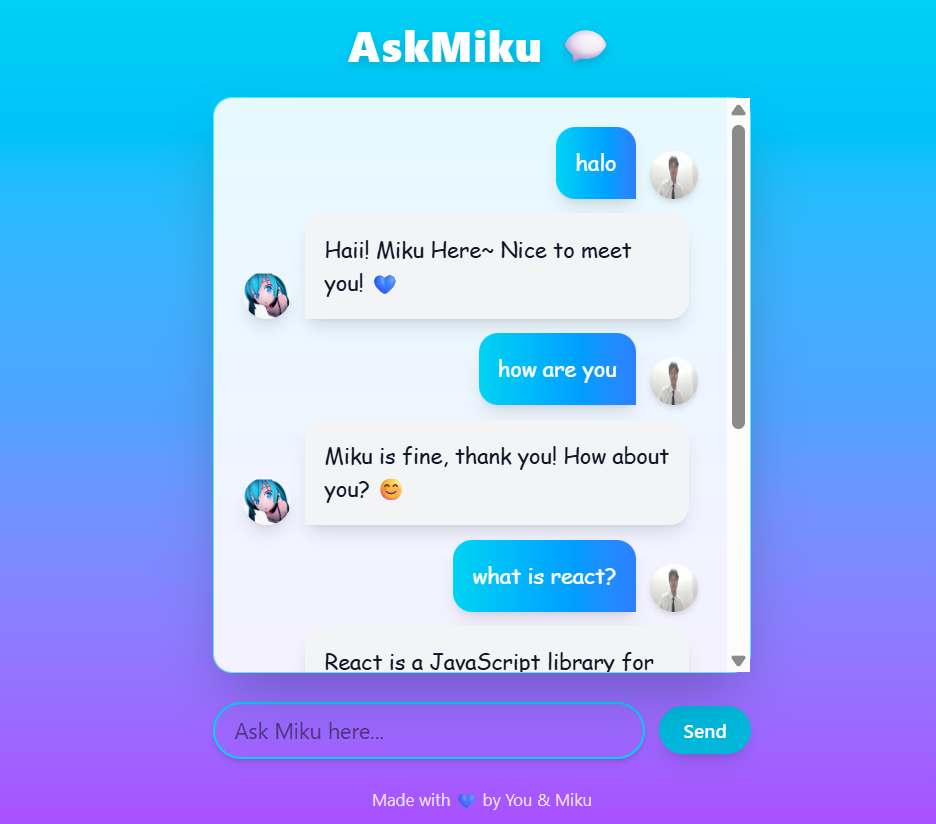 AskMiku 💬
halo
Haii! Miku Here~ Nice to meet
you! 💙
how are you
Miku is fine, thank you! How about
you? 😊
what is react?
React is a JavaScript library for
Ask Miku here...
Send
Made with 💙 by You & Miku